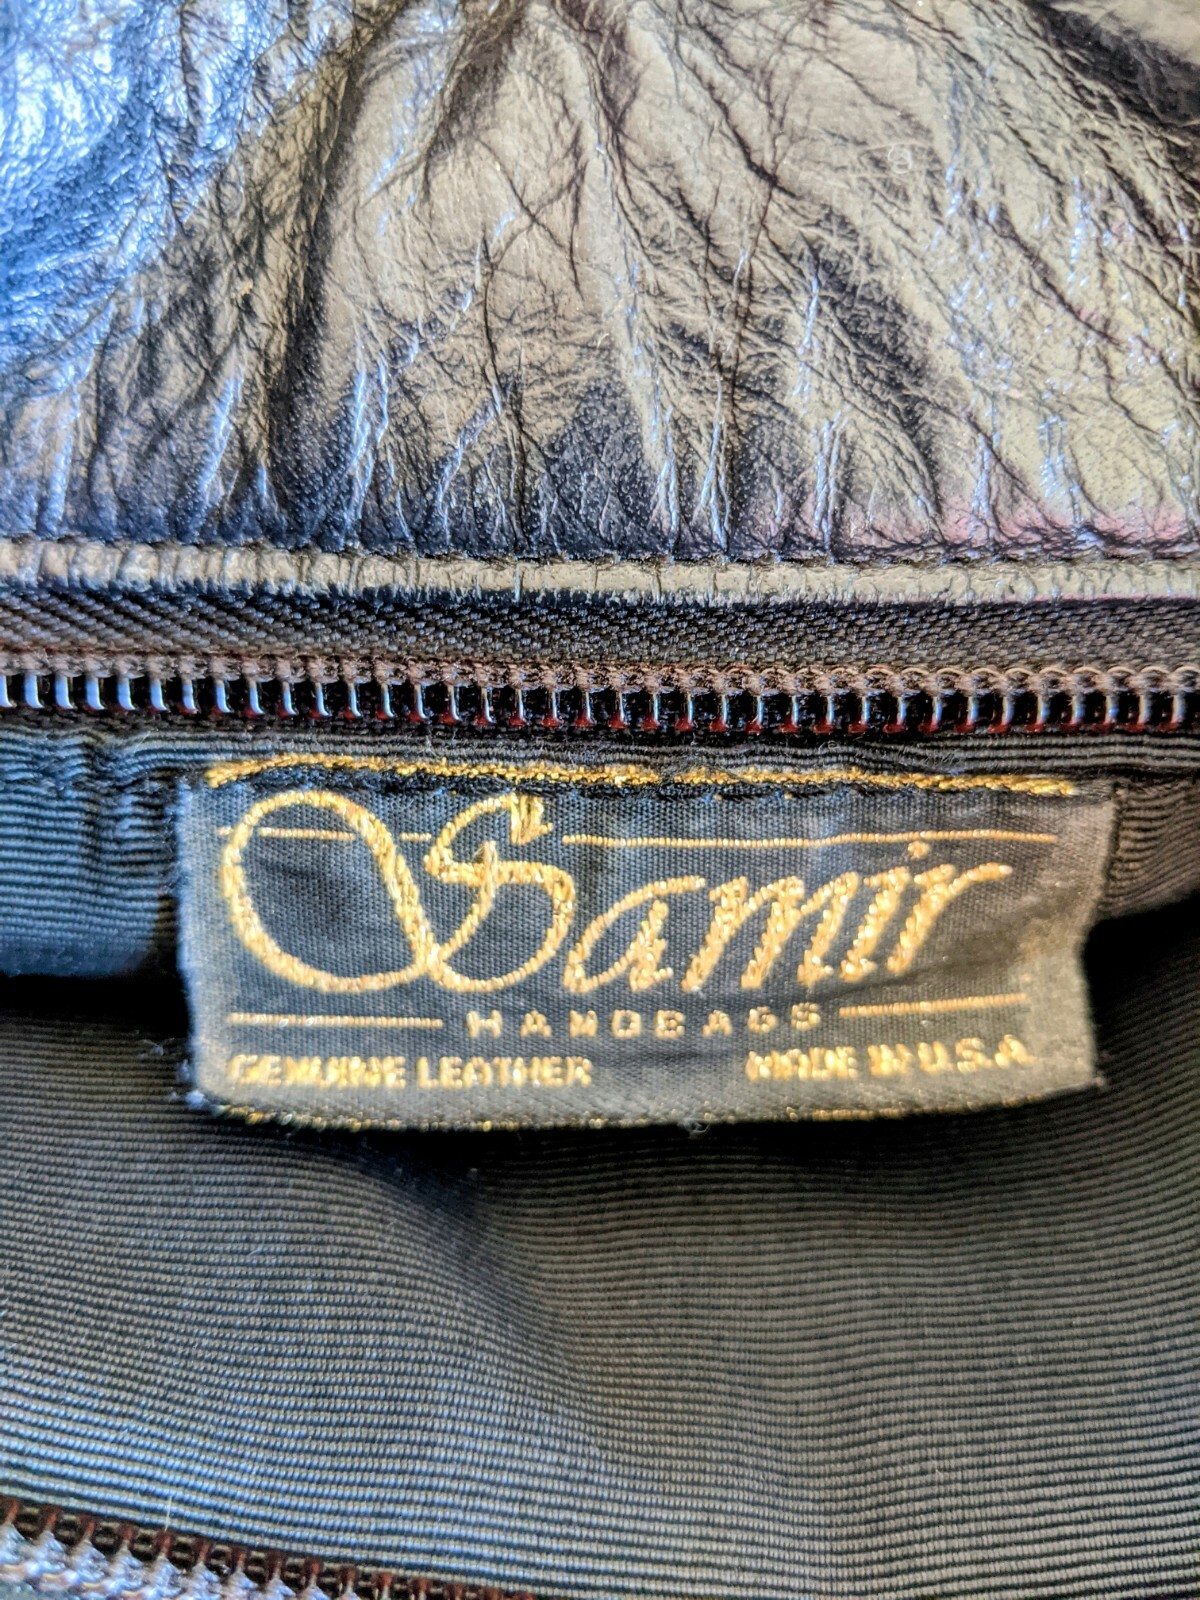 Samir
HANDBAGS
GENUINE LEATHER MADE IN U.S.A.